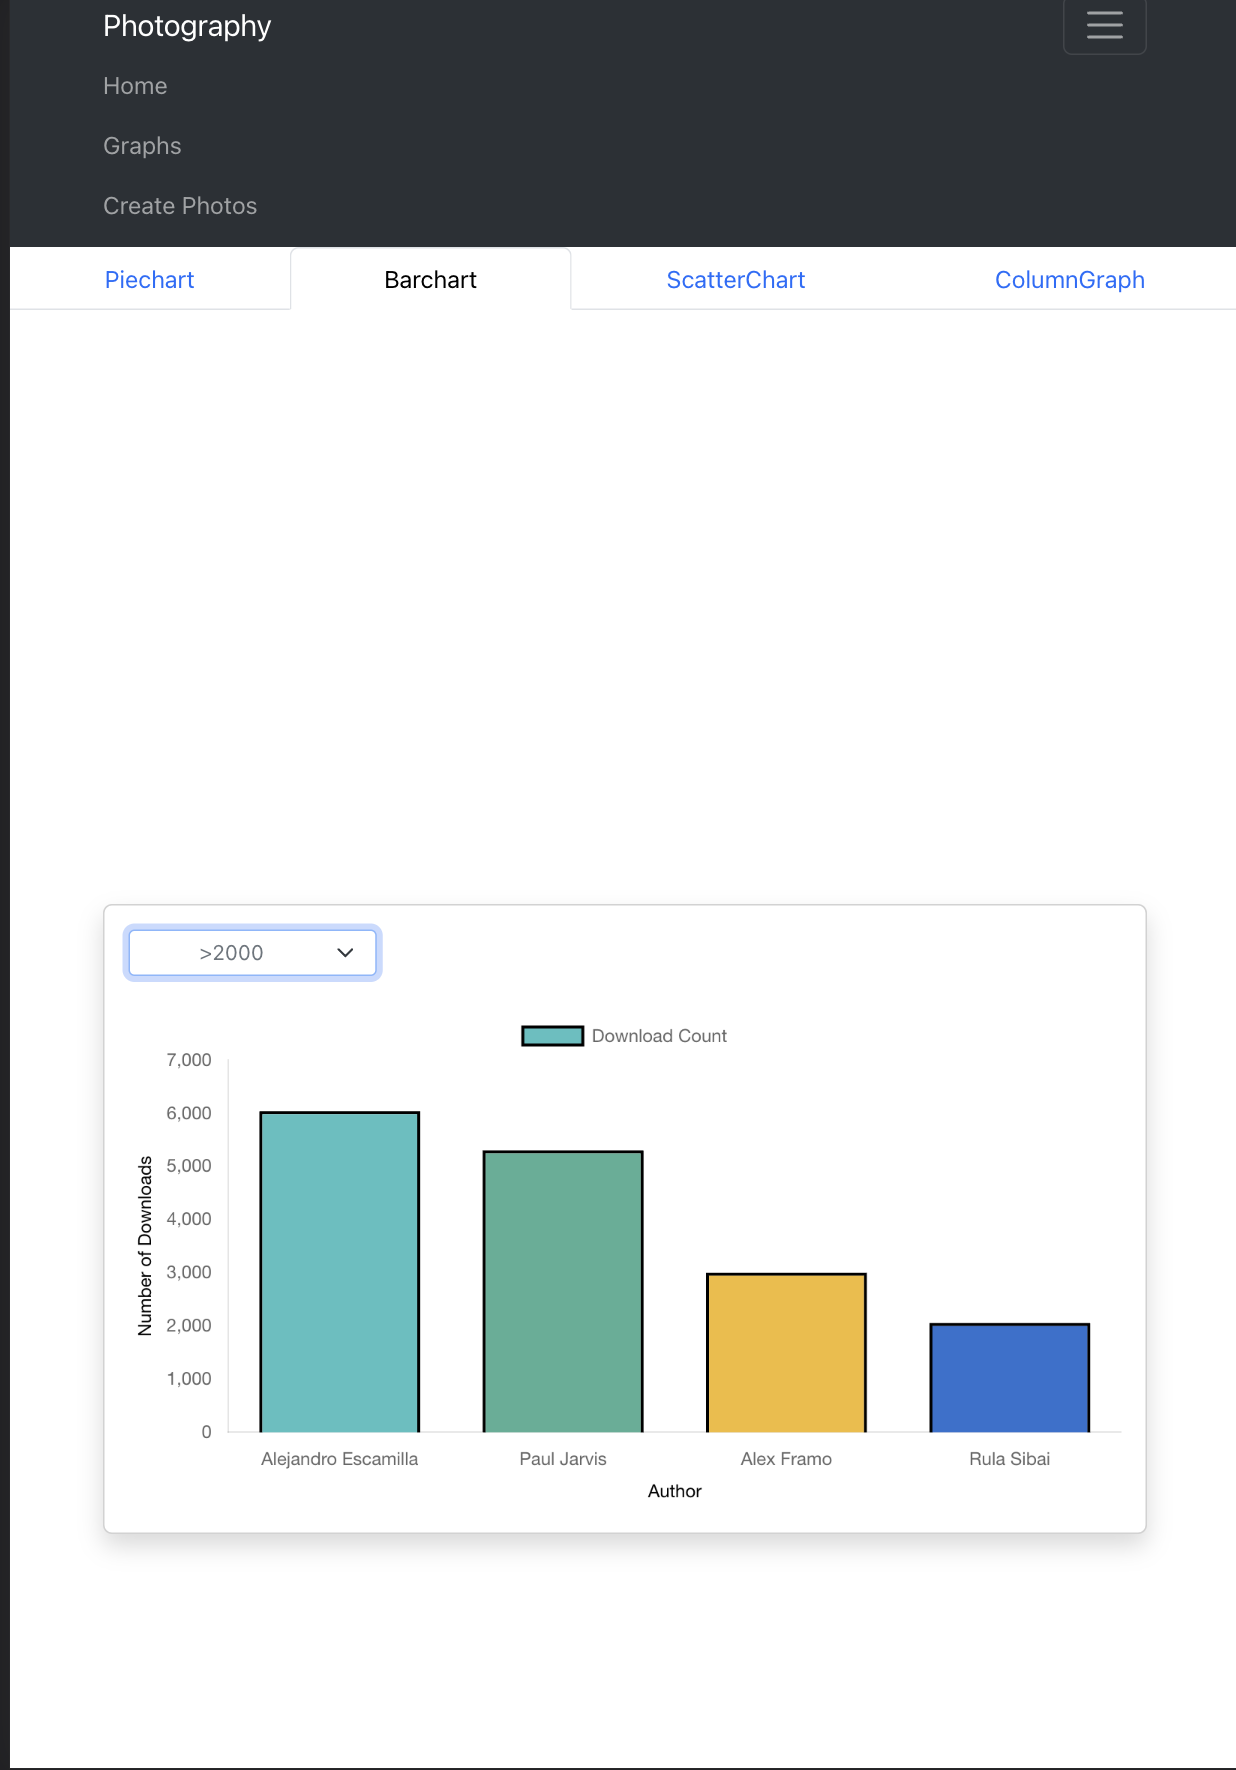 Photography
Home
Graphs
Create Photos
Piechart Barchart ScatterChart ColumnGraph
>2000
Download Count
7,000
6,000
5,000
4,000
3,000
2,000
1,000
0
Number of Downloads
Alejandro Escamilla Paul Jarvis Alex Framo Rula Sibai
Author